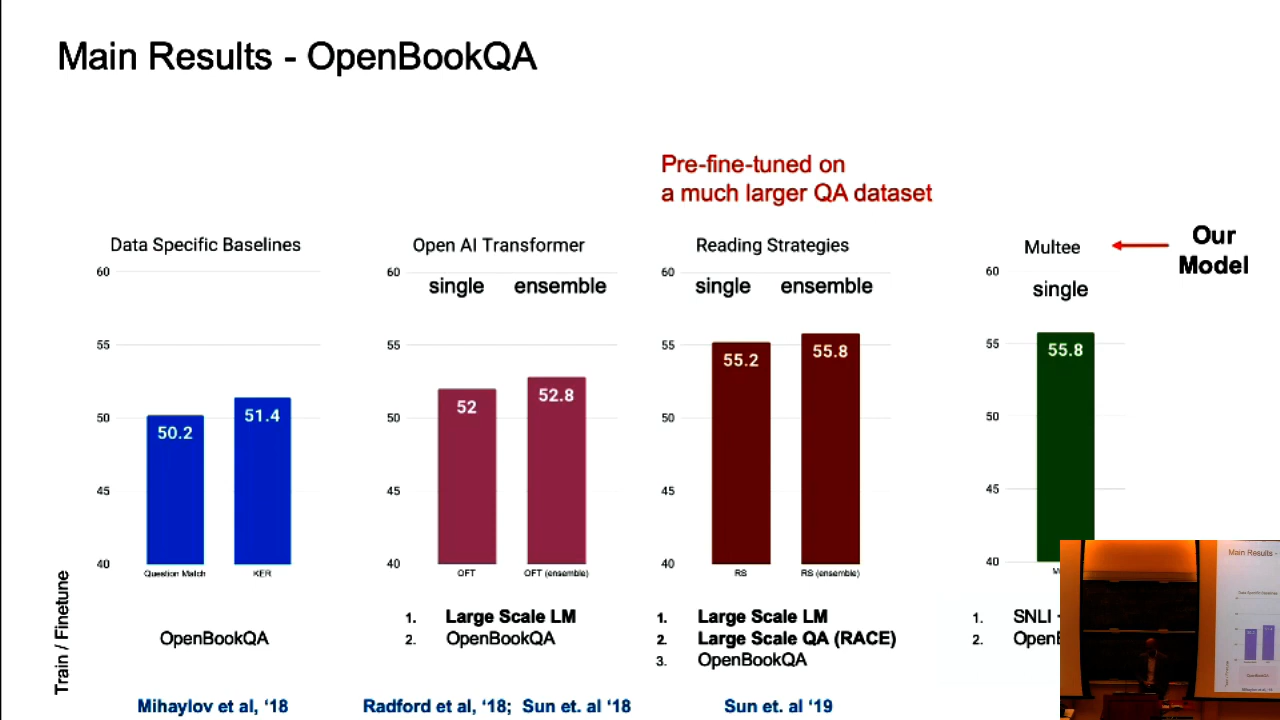 Main Results - OpenBookQA
Pre-fine-tuned on
a much larger QA dataset
Data Specific Baselines
60
55
50
45
40
50.2
51.4
Question Match
KER
OpenBookQA
Mihaylov et al, ‘18
Open AI Transformer
single ensemble
60
55
50
45
40
52
52.8
OFT
OFT (ensemble)
1. Large Scale LM
2. OpenBookQA
Radford et al, ‘18; Sun et. al ‘18
Reading Strategies
single ensemble
60
55
50
45
40
55.2
55.8
RS
RS (ensemble)
1. Large Scale LM
2. Large Scale QA (RACE)
3. OpenBookQA
Sun et. al ‘19
Multee
Our
Model
single
60
55
50
45
40
55.8
1. SNLI
2. OpenB
Train / Finetune
Main Results -